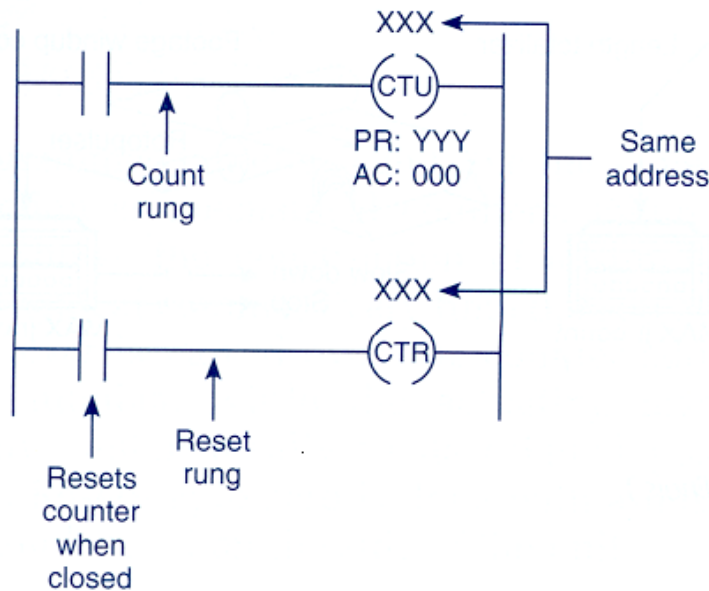 XXX
CTU
PR: YYY
AC: 000
Same
address
Count
rung
XXX
CTR
Reset
rung
Resets
counter
when
closed